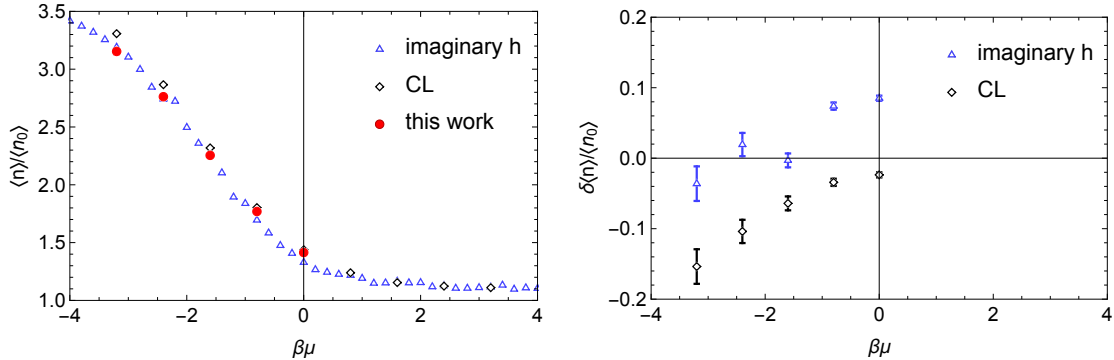 3.5
3.0
2.5
2.0
1.5
1.0
⟨n⟩/⟨n₀⟩
imaginary h
CL
this work
−4
−2
0
2
4
βμ
0.2
0.1
0.0
−0.1
−0.2
δ⟨n⟩/⟨n₀⟩
imaginary h
CL
−4
−2
0
2
4
βμ